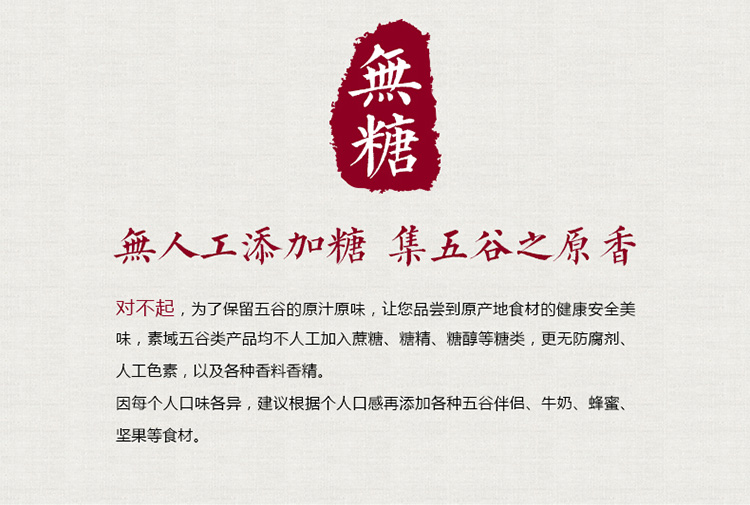 無
糖
無人工添加糖 集五谷之原香
对不起，为了保留五谷的原汁原味，让您品尝到原产地食材的健康安全美
味，素域五谷类产品均不人工加入蔗糖、糖精、糖醇等糖类，更无防腐剂、
人工色素，以及各种香料香精。
因每个人口味各异，建议根据个人口感再添加各种五谷伴侣、牛奶、蜂蜜、
坚果等食材。